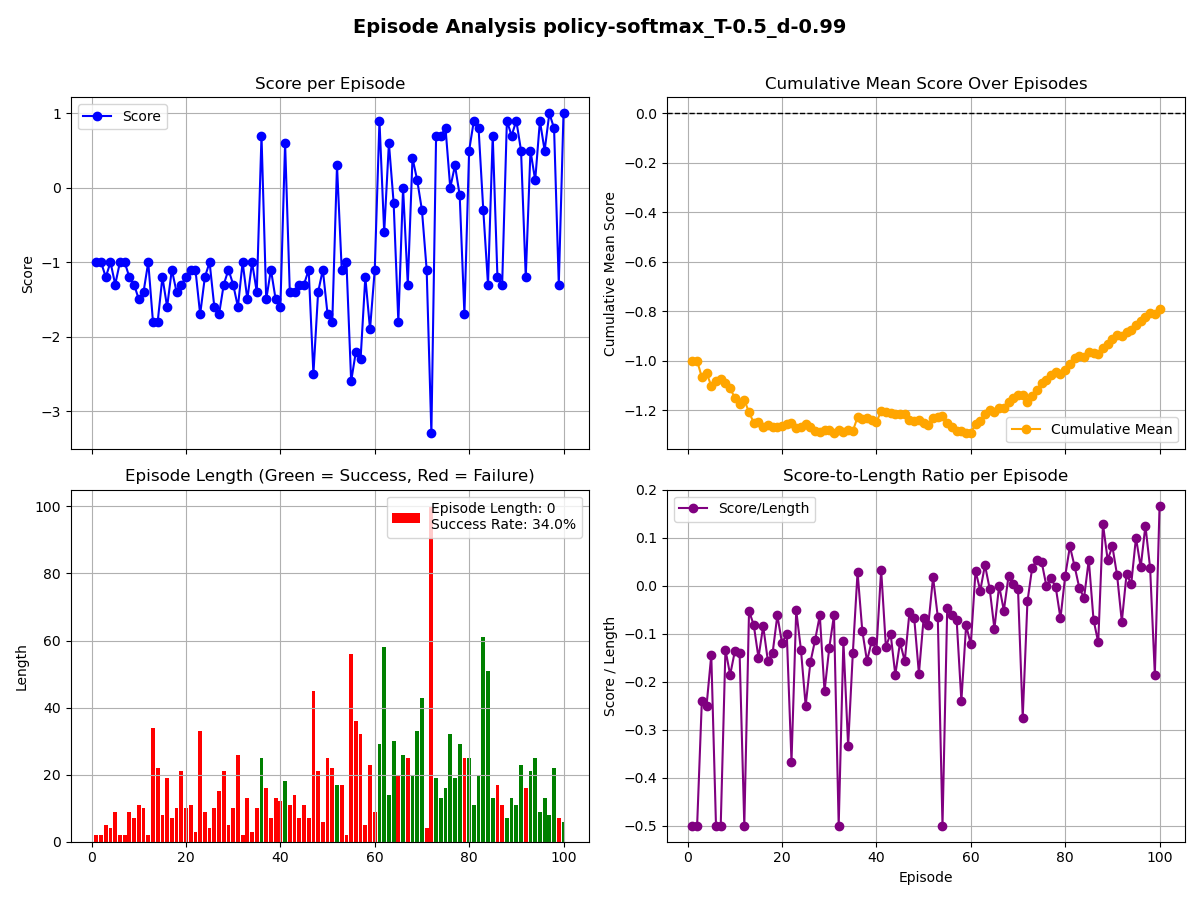 Episode Analysis policy-softmax_T-0.5_d-0.99
Score per Episode
Score
1
0
−1
−2
−3
Score
Cumulative Mean Score Over Episodes
0.0
−0.2
−0.4
−0.6
−0.8
−1.0
−1.2
Cumulative Mean Score
Cumulative Mean
Episode Length (Green = Success, Red = Failure)
Episode Length: 0
Success Rate: 34.0%
100
80
60
40
20
0
Length
0 20 40 60 80 100
Score-to-Length Ratio per Episode
Score/Length
0.2
0.1
0.0
−0.1
−0.2
−0.3
−0.4
−0.5
Score / Length
0 20 40 60 80 100
Episode